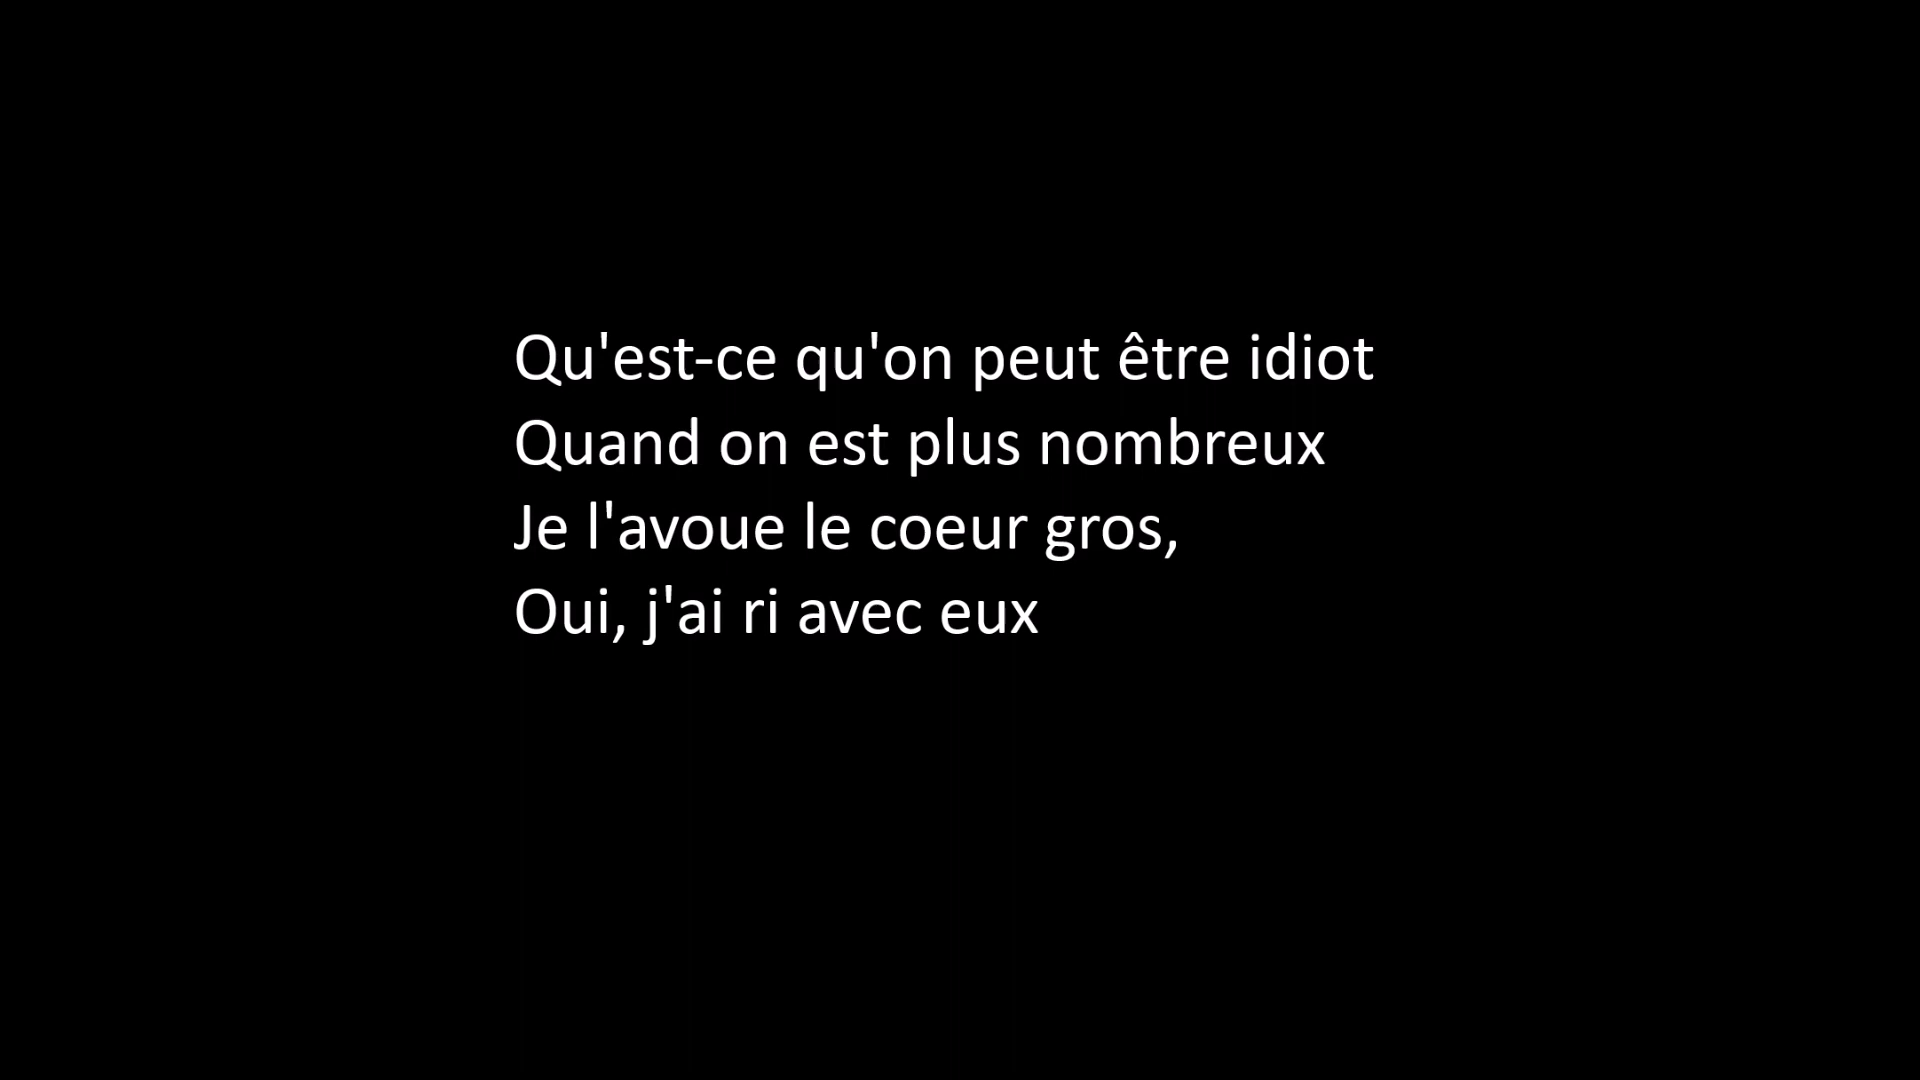 Qu'est-ce qu'on peut être idiot
Quand on est plus nombreux
Je l'avoue le coeur gros,
Oui, j'ai ri avec eux